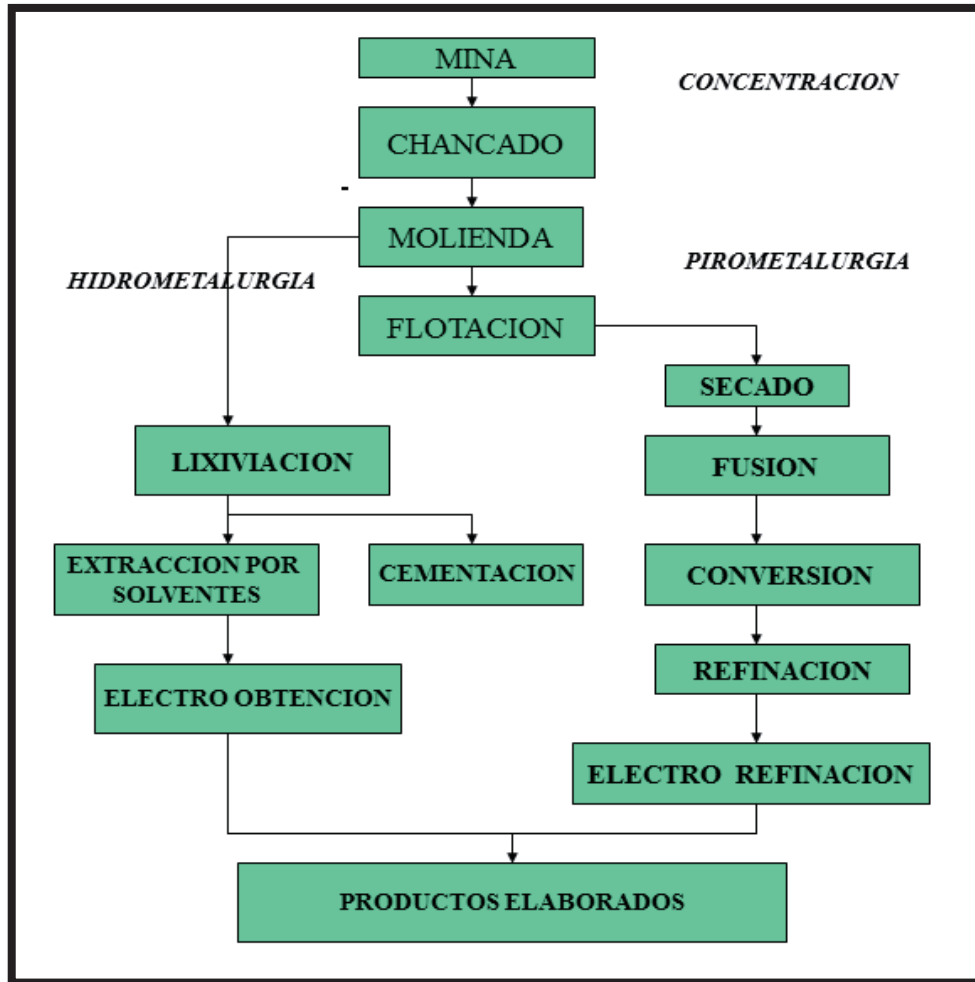 MINA
CONCENTRACION
CHANCADO
-
MOLIENDA
HIDROMETALURGIA
PIROMETALURGIA
FLOTACION
SECADO
LIXIVIACION
FUSION
EXTRACCION POR
SOLVENTES
CEMENTACION
CONVERSION
ELECTRO OBTENCION
REFINACION
ELECTRO REFINACION
PRODUCTOS ELABORADOS